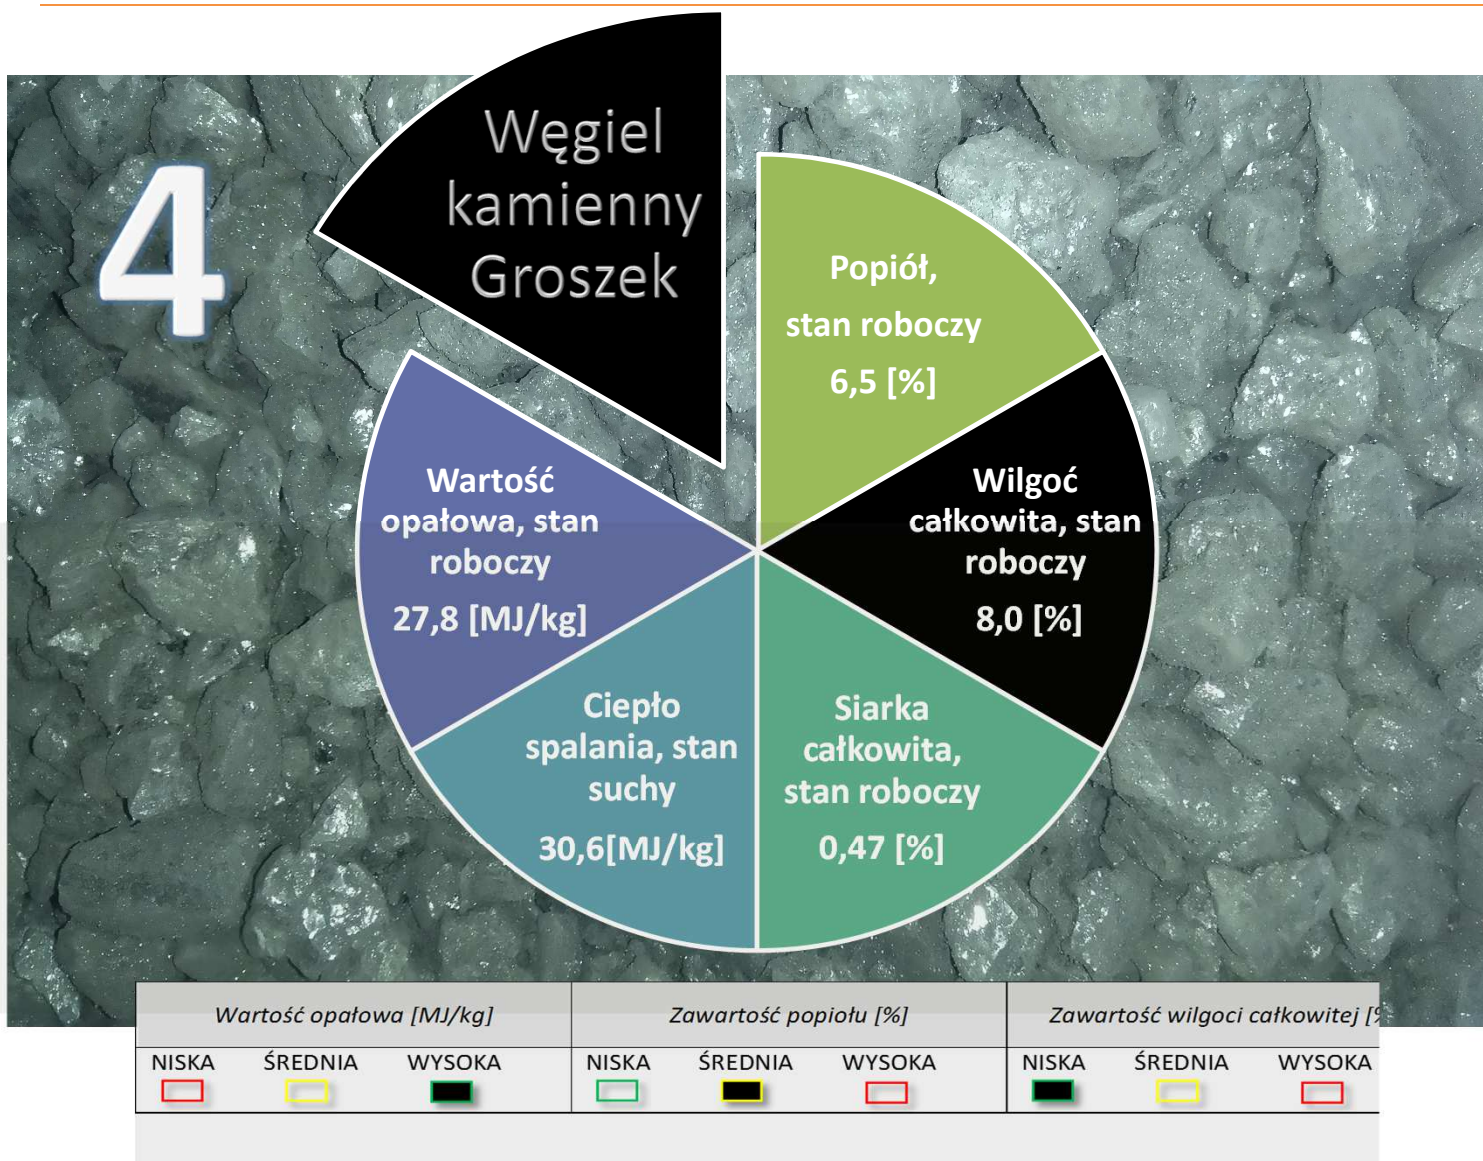 4
Węgiel
kamienny
Groszek
Popiół,
stan roboczy
6,5 [%]
Wilgoć
całkowita, stan
roboczy
8,0 [%]
Siarka
całkowita,
stan roboczy
0,47 [%]
Ciepło
spalania, stan
suchy
30,6[MJ/kg]
Wartość
opałowa, stan
roboczy
27,8 [MJ/kg]
Wartość opałowa [MJ/kg] Zawartość popiołu [%] Zawartość wilgoci całkowitej [%
NISKA ŚREDNIA WYSOKA NISKA ŚREDNIA WYSOKA NISKA ŚREDNIA WYSOKA